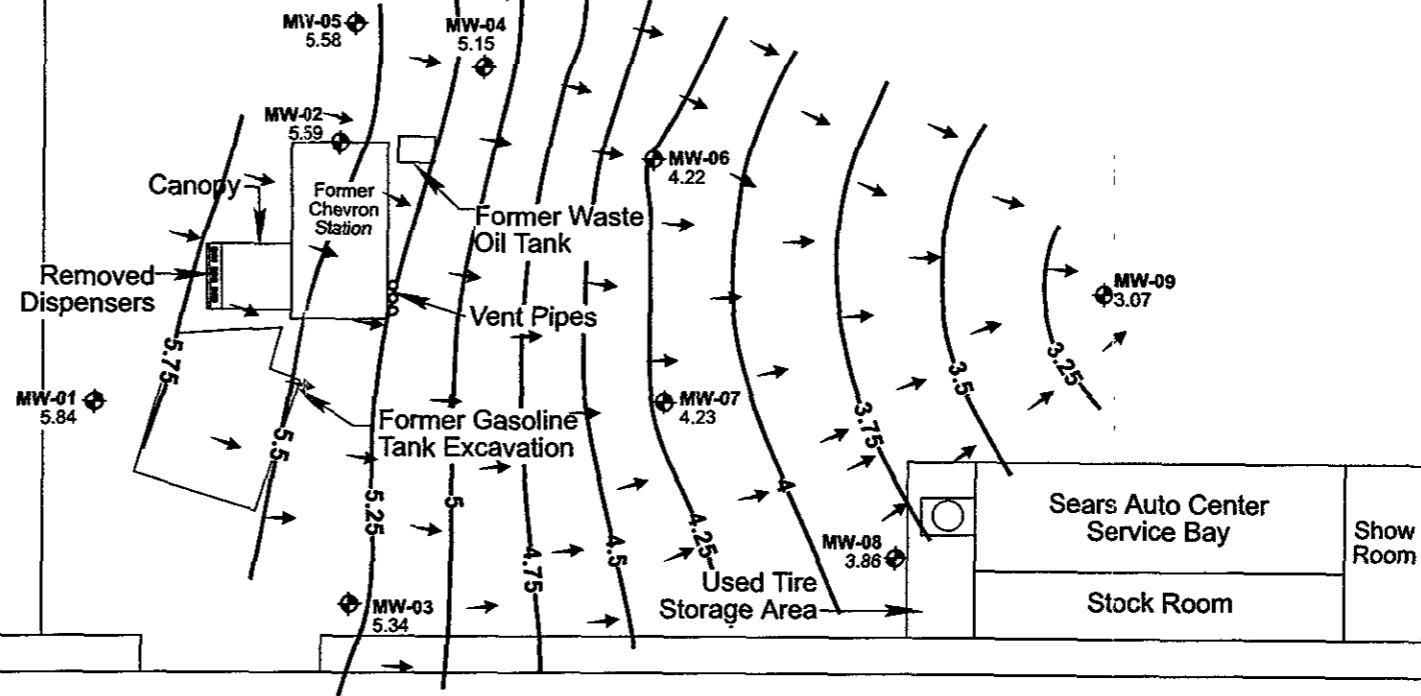 MW-05
5.58
MW-04
5.15
MW-02
5.59
MW-06
4.22
Canopy
Former
Chevron
Station
Former Waste
Oil Tank
Removed
Dispensers
MW-09
3.07
Vent Pipes
5.75
3.25
3.5
MW-01
5.84
MW-07
4.23
3.75
Former Gasoline
Tank Excavation
5.5
5.25
5
4.75
4.5
4.25
4
Sears Auto Center
Service Bay
Show
Room
MW-08
3.86
Used Tire
Storage Area
Stock Room
MW-03
5.34